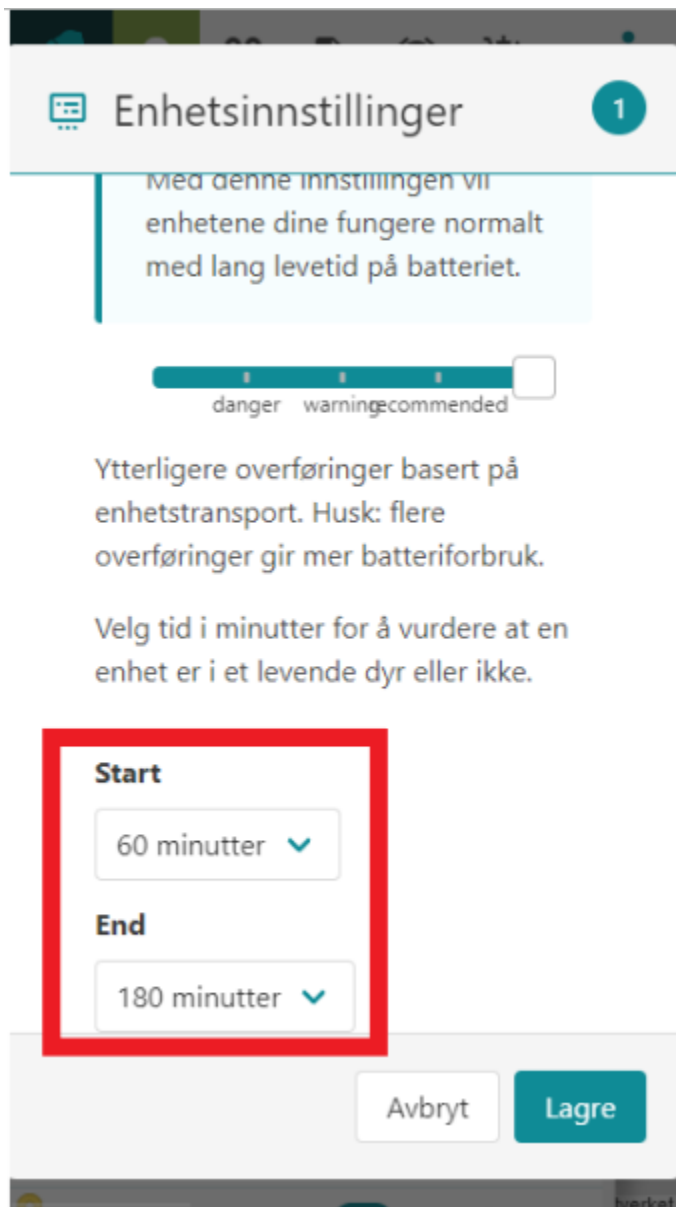 Enhetsinnstillinger
1
Med denne innstillingen vil
enhetene dine fungere normalt
med lang levetid på batteriet.
danger warning recommended
Ytterligere overføringer basert på
enhetstransport. Husk: flere
overføringer gir mer batteriforbruk.
Velg tid i minutter for å vurdere at en
enhet er i et levende dyr eller ikke.
Start
60 minutter
End
180 minutter
Avbryt
Lagre